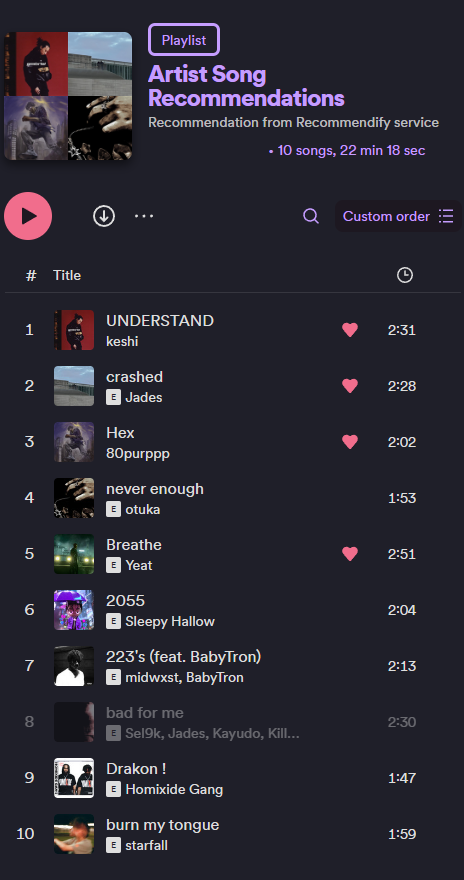 Playlist
Artist Song
Recommendations
Recommendation from Recommendify service
• 10 songs, 22 min 18 sec
Custom order
# Title
1 UNDERSTAND 2:31
keshi
2 crashed 2:28
E Jades
3 Hex 2:02
80purppp
4 never enough 1:53
E otuka
5 Breathe 2:51
E Yeat
6 2055 2:04
E Sleepy Hallow
7 223's (feat. BabyTron) 2:13
E midwxst, BabyTron
8 bad for me 2:30
E Sel9k, Jades, Kayudo, Kill...
9 Drakon ! 1:47
E Homixide Gang
10 burn my tongue 1:59
E starfall